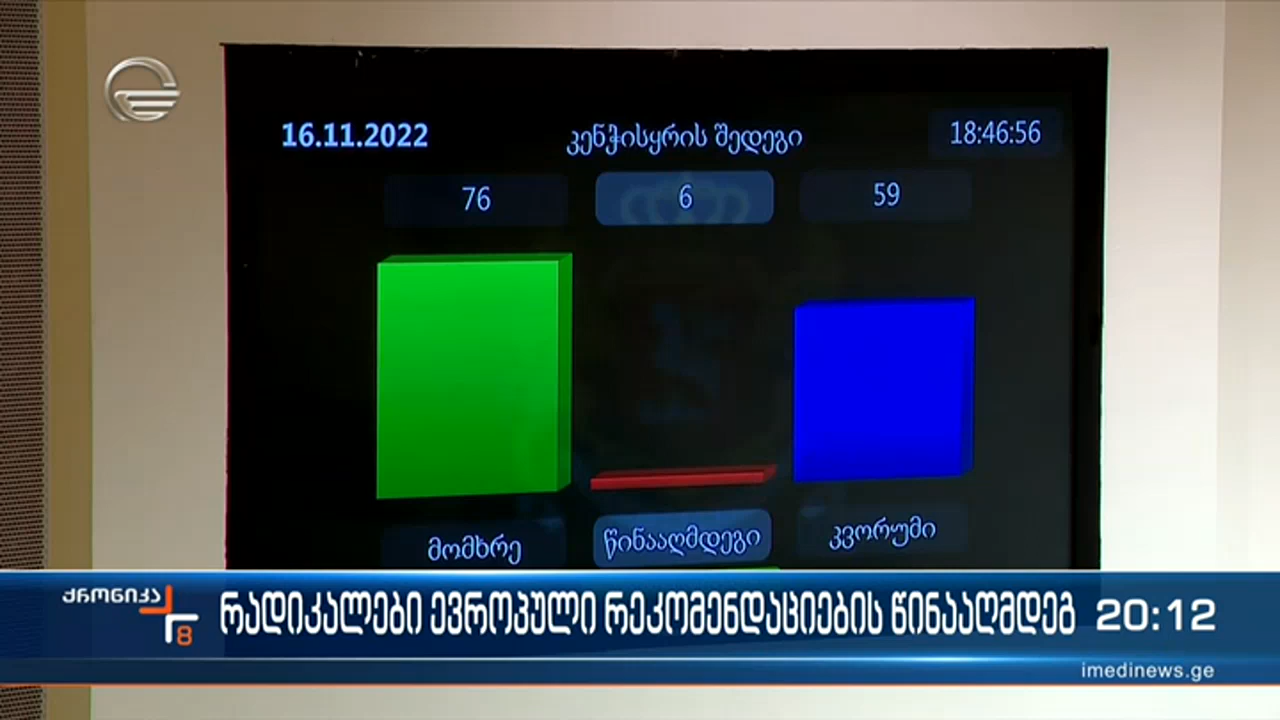 16.11.2022 კენჭისყრის შედეგი 18:46:56
76 6 59
მომხრე წინააღმდეგი კვორუმი
ქრონიკა 8
რადიკალები ევროპული რეკომენდაციების წინააღმდეგ 20:12
imedinews.ge